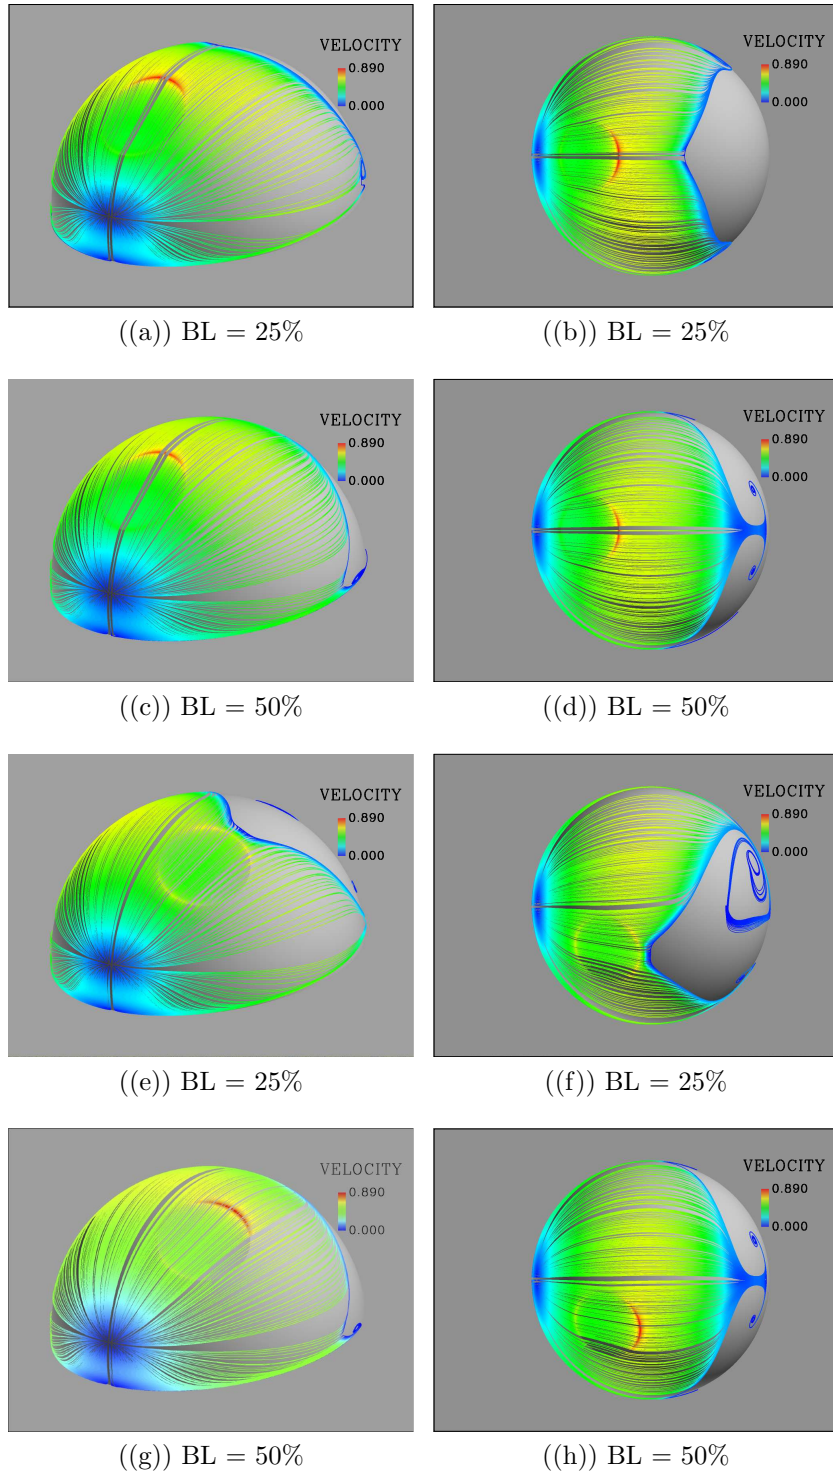 VELOCITY
0.890
0.000
VELOCITY
0.890
0.000
((a)) BL = 25%
((b)) BL = 25%
VELOCITY
0.890
0.000
VELOCITY
0.890
0.000
((c)) BL = 50%
((d)) BL = 50%
VELOCITY
0.890
0.000
VELOCITY
0.890
0.000
((e)) BL = 25%
((f)) BL = 25%
VELOCITY
0.890
0.000
VELOCITY
0.890
0.000
((g)) BL = 50%
((h)) BL = 50%